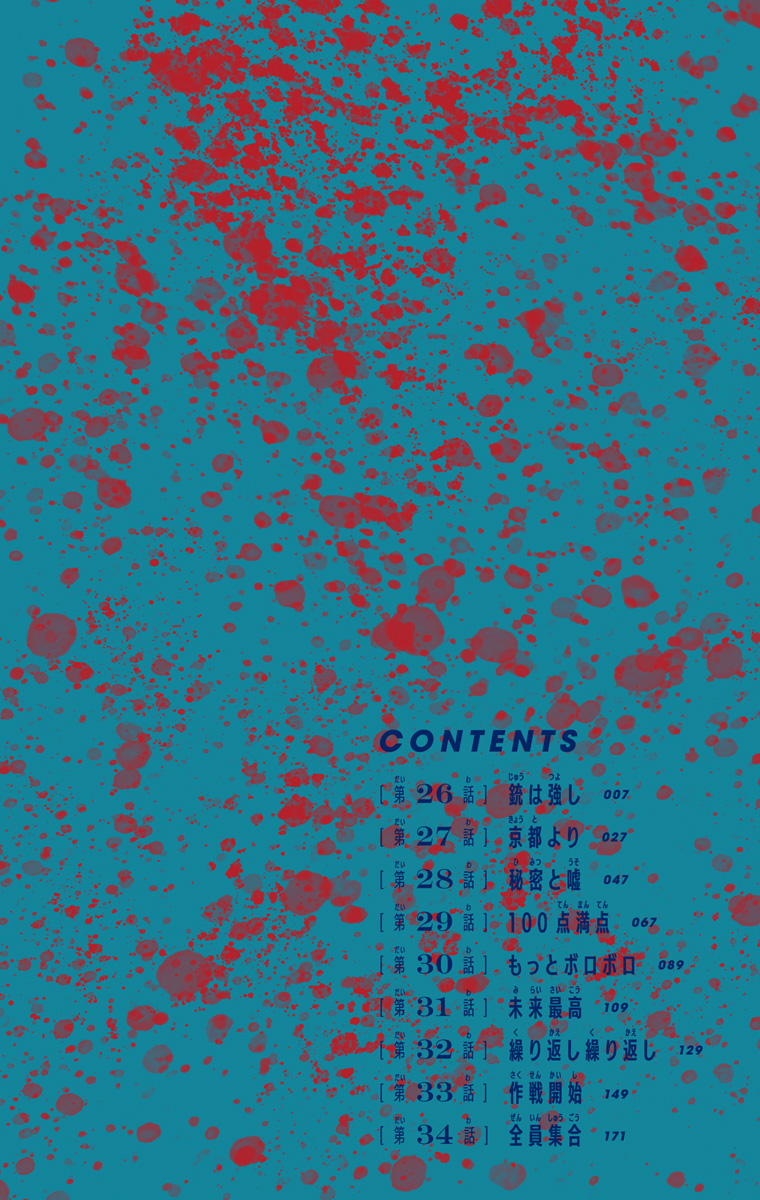 CONTENTS
[第26話] 銃は強し 007
[第27話] 京都より 027
[第28話] 秘密と嘘 047
[第29話] 100点満点 067
[第30話] もっとボロボロ 089
[第31話] 未来最高 109
[第32話] 繰り返し繰り返し 129
[第33話] 作戦開始 149
[第34話] 全員集合 171